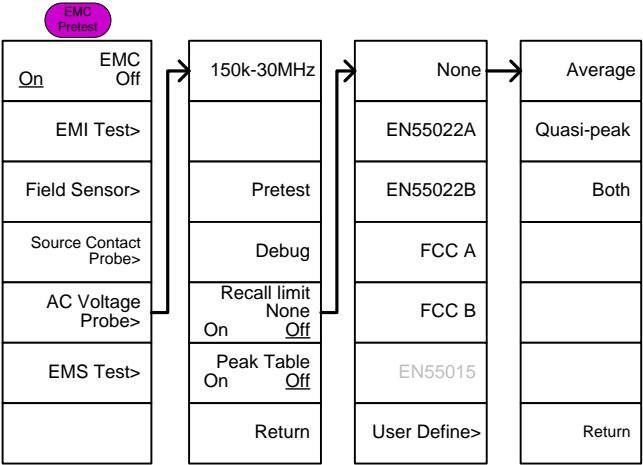 EMC
Pretest
EMC
On Off
EMI Test>
Field Sensor>
Source Contact
Probe>
AC Voltage
Probe>
EMS Test>
150k-30MHz
Pretest
Debug
Recall limit
None
On Off
Peak Table
On Off
Return
None
EN55022A
EN55022B
FCC A
FCC B
EN55015
User Define>
Average
Quasi-peak
Both
Return